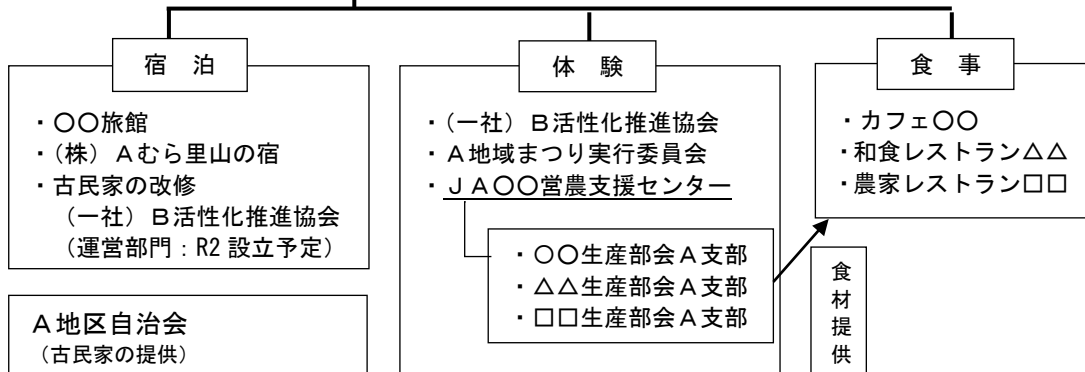 宿 泊
・〇〇旅館
・(株) Aむら里山の宿
・古民家の改修
(一社) B活性化推進協会
(運営部門:R2 設立予定)
A地区自治会
(古民家の提供)
体 験
・(一社) B活性化推進協会
・A地域まつり実行委員会
・JA〇〇営農支援センター
・〇〇生産部会A支部
・△△生産部会A支部
・□□生産部会A支部
食 事
・カフェ〇〇
・和食レストラン△△
・農家レストラン□□
食材提供